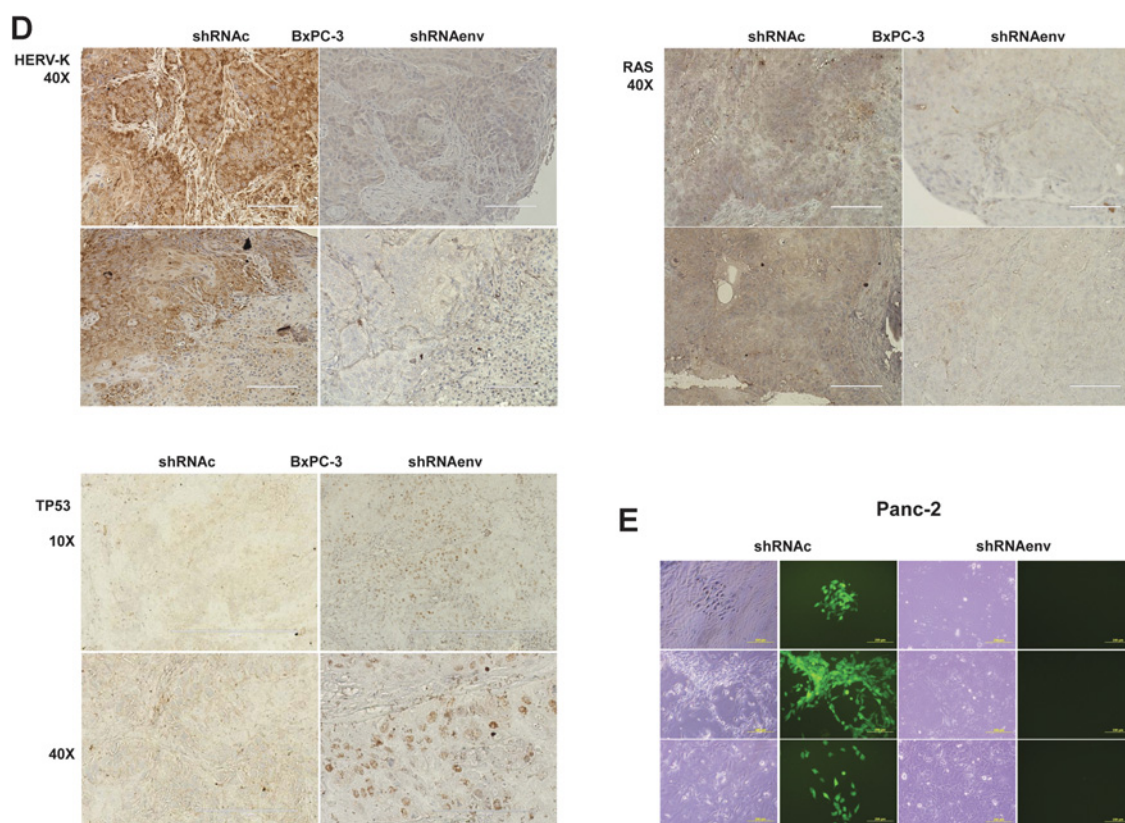 D
shRNAc BxPC-3 shRNAenv
HERV-K
40X
shRNAc BxPC-3 shRNAenv
RAS
40X
shRNAc BxPC-3 shRNAenv
TP53
10X
40X
E
Panc-2
shRNAc shRNAenv